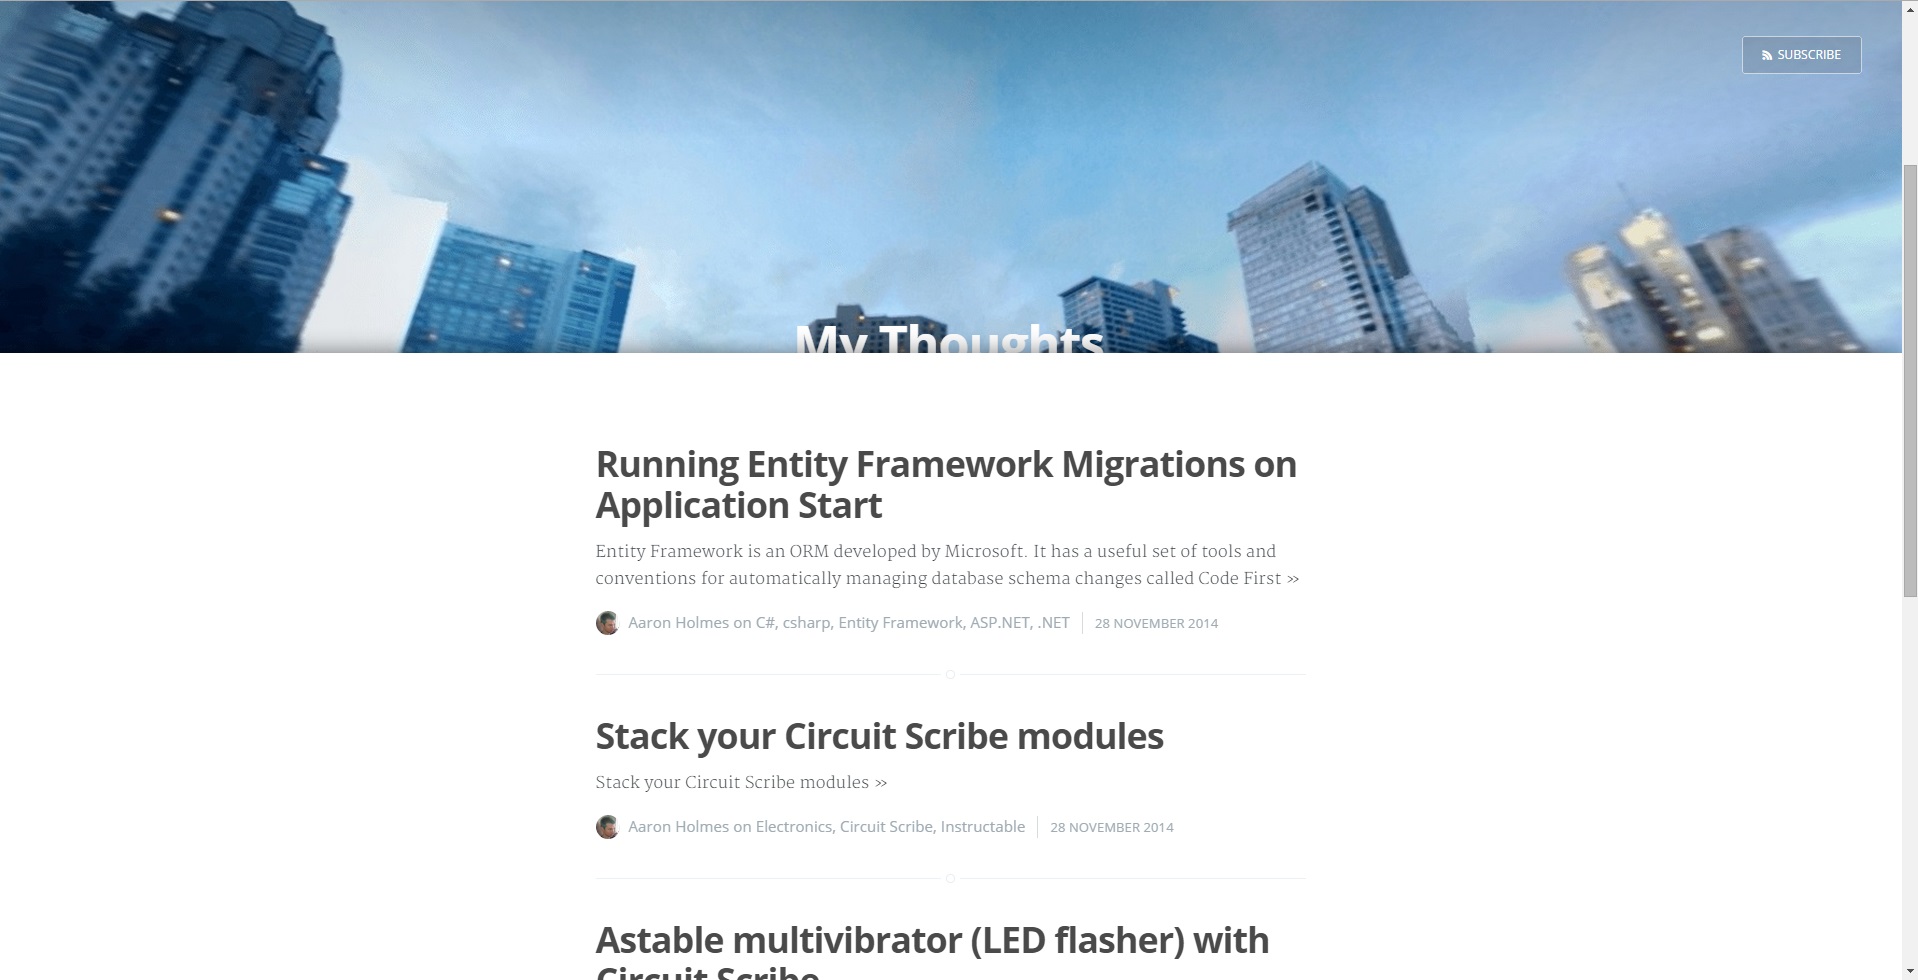 SUBSCRIBE
My Thoughts
Running Entity Framework Migrations on
Application Start
Entity Framework is an ORM developed by Microsoft. It has a useful set of tools and
conventions for automatically managing database schema changes called Code First »
Aaron Holmes on C#, csharp, Entity Framework, ASP.NET, .NET | 28 NOVEMBER 2014
Stack your Circuit Scribe modules
Stack your Circuit Scribe modules »
Aaron Holmes on Electronics, Circuit Scribe, Instructable | 28 NOVEMBER 2014
Astable multivibrator (LED flasher) with
Circuit Scribe